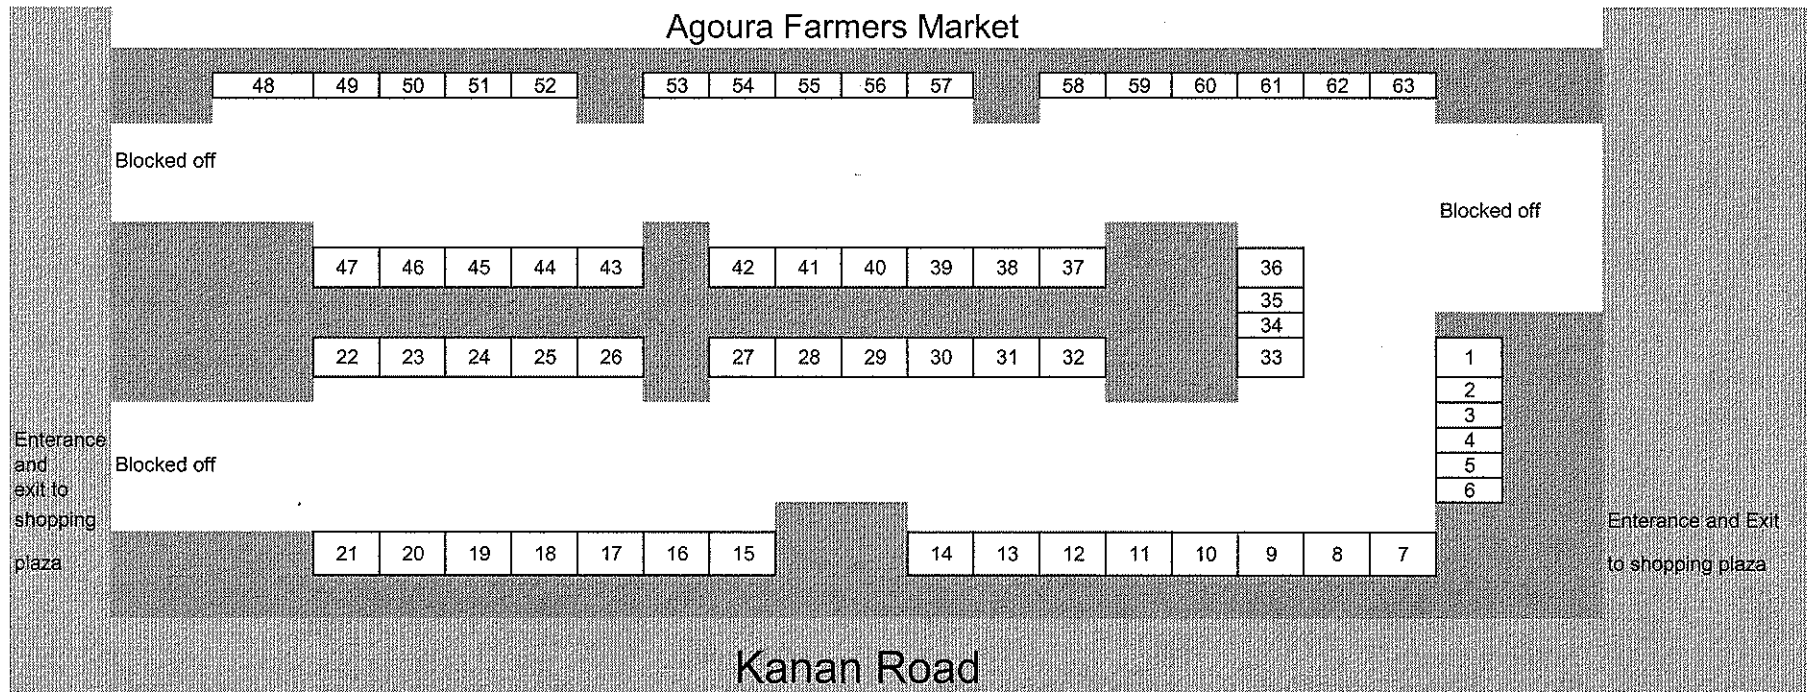 Agoura Farmers Market
48 49 50 51 52 53 54 55 56 57 58 59 60 61 62 63
Blocked off
Blocked off
47 46 45 44 43 42 41 40 39 38 37 36
35
34
22 23 24 25 26 27 28 29 30 31 32 33 1
2
3
4
5
6
Enterance
and
exit to
shopping
plaza
Blocked off
21 20 19 18 17 16 15 14 13 12 11 10 9 8 7
Enterance and Exit
to shopping plaza
Kanan Road